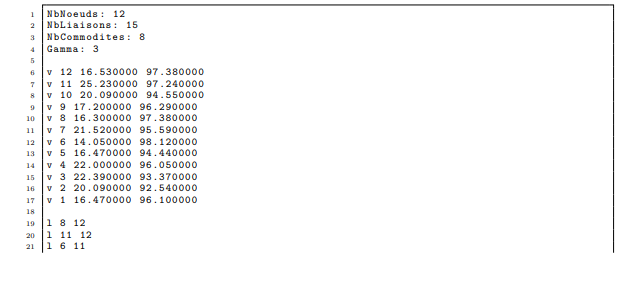 1 NbNoeuds: 12
2 NbLiaisons: 15
3 NbCommodites: 8
4 Gamma: 3
5
6 v 12 16.530000 97.380000
7 v 11 25.230000 97.240000
8 v 10 20.090000 94.550000
9 v 9 17.200000 96.290000
10 v 8 16.300000 97.380000
11 v 7 21.520000 95.590000
12 v 6 14.050000 98.120000
13 v 5 16.470000 94.440000
14 v 4 22.000000 96.050000
15 v 3 22.390000 93.370000
16 v 2 20.090000 92.540000
17 v 1 16.470000 96.100000
18
19 l 8 12
20 l 11 12
21 l 6 11